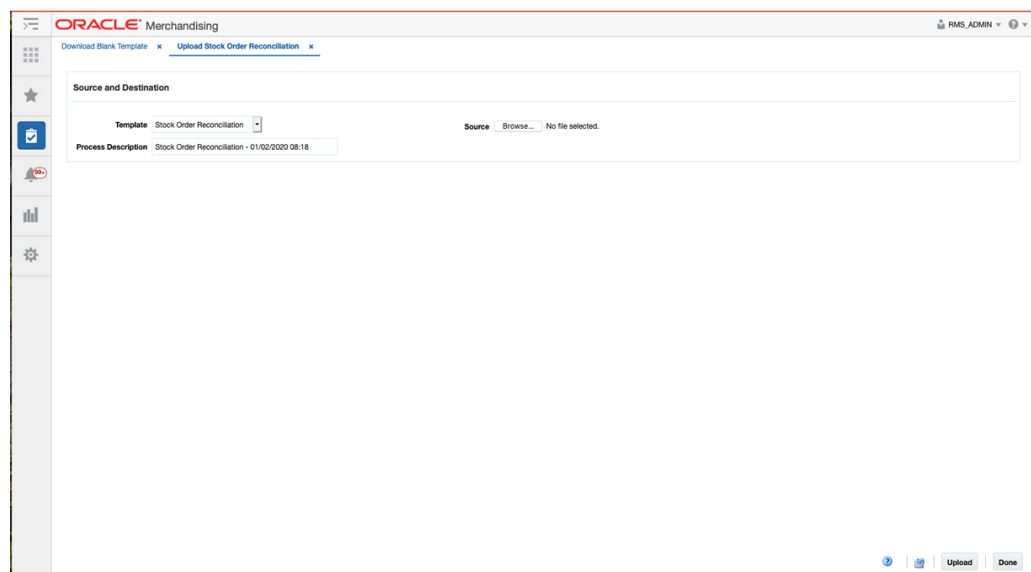 ORACLE® Merchandising
RMS_ADMIN
Download Blank Template × Upload Stock Order Reconciliation ×
Source and Destination
Template Stock Order Reconciliation
Source Browse... No file selected.
Process Description Stock Order Reconciliation - 01/02/2020 08:18
99+
Upload Done